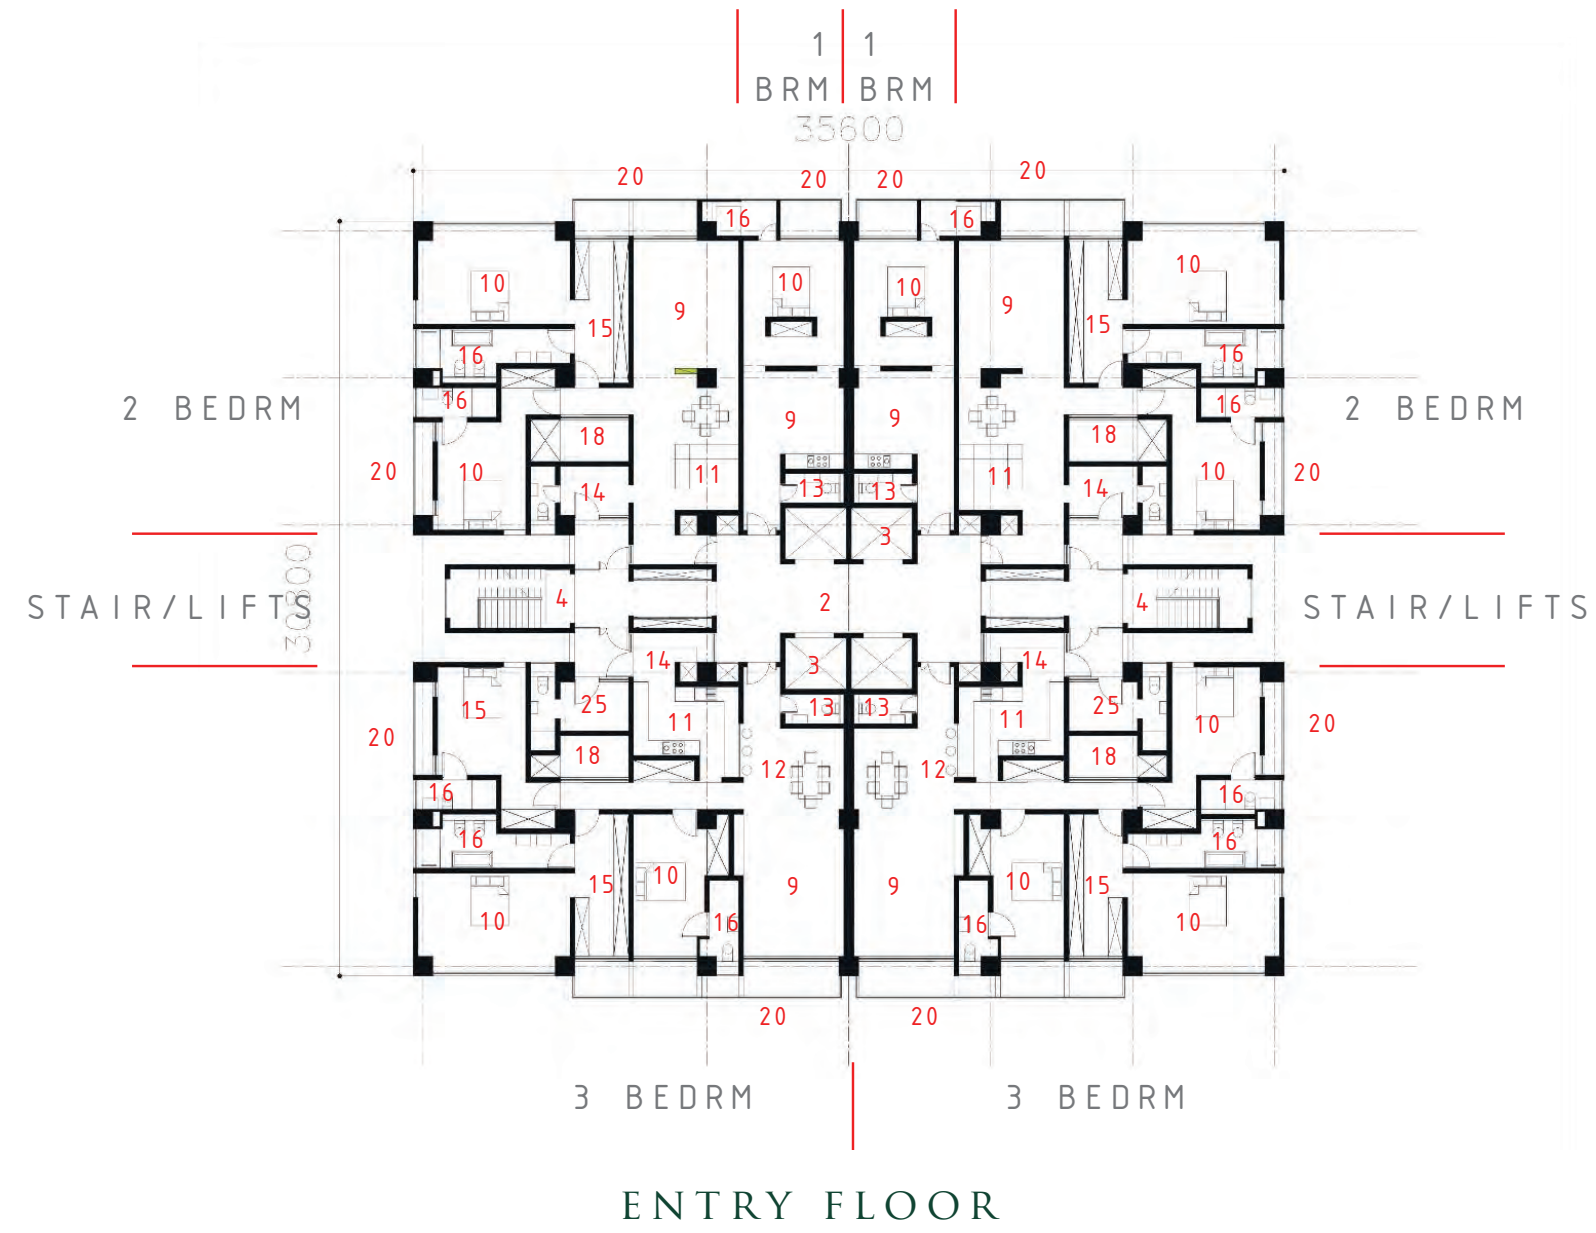 1 1
BRM BRM
35600
20 20 20 20
16 16
10 10 10 10
9 9
15 15
16 16
2 BEDRM 16 9 9 16 2 BEDRM
18 18
20 10 11 11 10 20
14 13 13 14
3
STAIR/LIFTS 30800 4 2 4 STAIR/LIFTS
14 3 14
15 25 13 13 25 10
20 11 11 20
18 12 12 18
16 16
16 16
15 10 9 9 10 15
10 16 16 10
20 20
3 BEDRM 3 BEDRM
ENTRY FLOOR